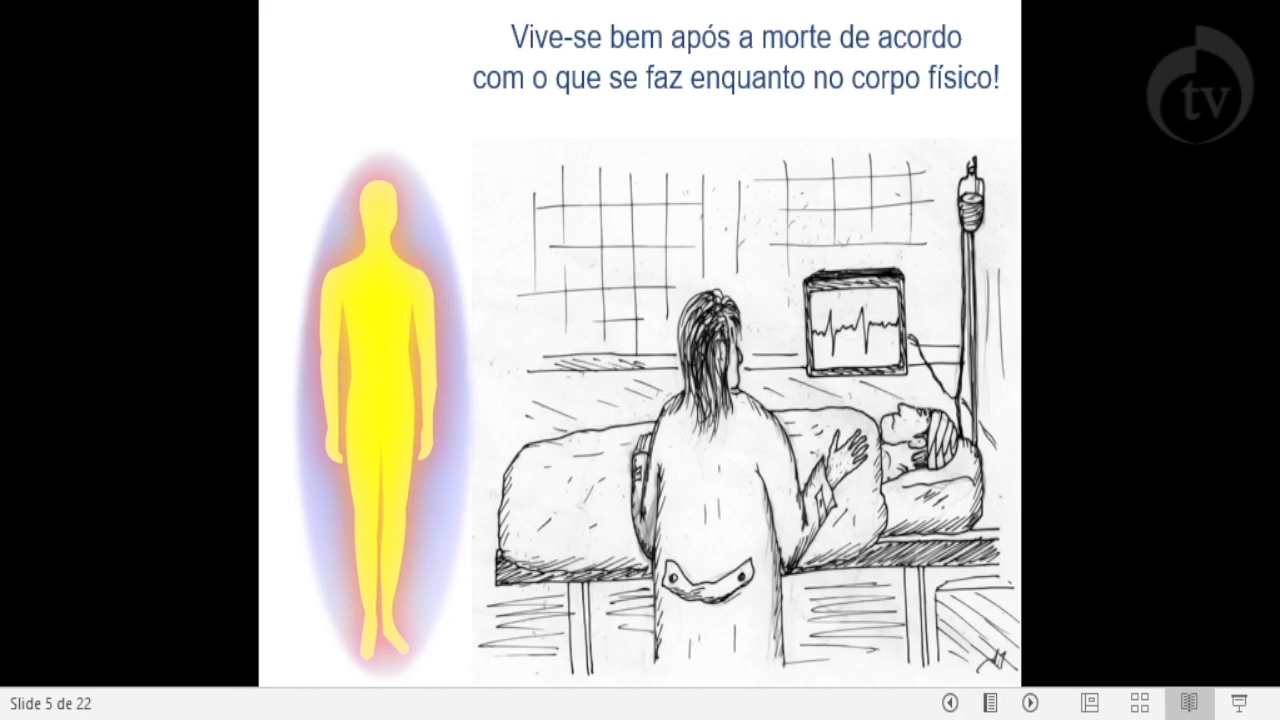 Vive-se bem após a morte de acordo
com o que se faz enquanto no corpo físico!
tv
Slide 5 de 22